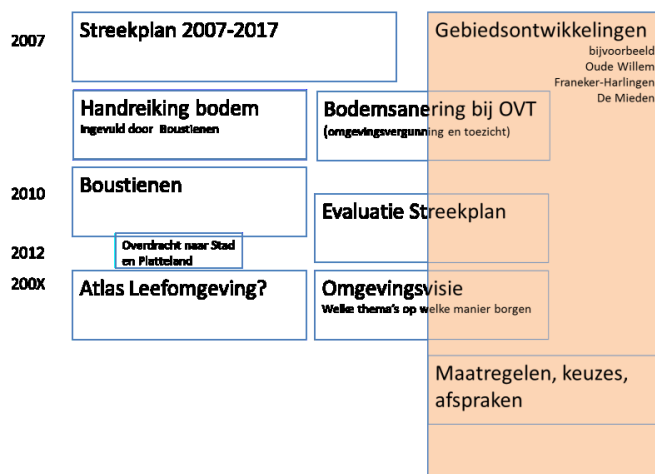 2007
Streekplan 2007-2017
Gebiedsontwikkelingen
bijvoorbeeld
Oude Willem
Franeker-Harlingen
De Mieden
Handreiking bodem
Ingevuld door Boustienen
Bodemsanering bij OVT
(omgevingsvergunning en toezicht)
2010
Boustienen
Evaluatie Streekplan
2012
Overdracht naar Stad
en Platteland
200X
Atlas Leefomgeving?
Omgevingsvisie
Welke thema's op welke manier borgen
Maatregelen, keuzes,
afspraken